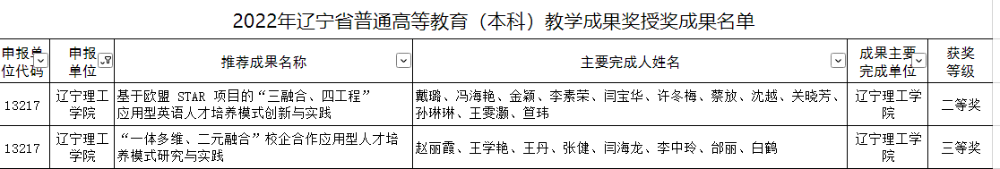 2022年辽宁省普通高等教育（本科）教学成果奖授奖成果名单
申报单位代码
申报单位
推荐成果名称
主要完成人姓名
成果主要完成单位
获奖等级
13217
辽宁理工学院
基于欧盟 STAR 项目的“三融合、四工程”
应用型英语人才培养模式创新与实践
戴璐、冯海艳、金颖、李素荣、闫宝华、许冬梅、蔡放、沈越、关晓芳、
孙琳琳、王雯灏、笪玮
辽宁理工学院
二等奖
13217
辽宁理工学院
“一体多维、二元融合”校企合作应用型人才培
养模式研究与实践
赵丽霞、王学艳、王丹、张健、闫海龙、李中玲、邰丽、白鹤
辽宁理工学院
三等奖